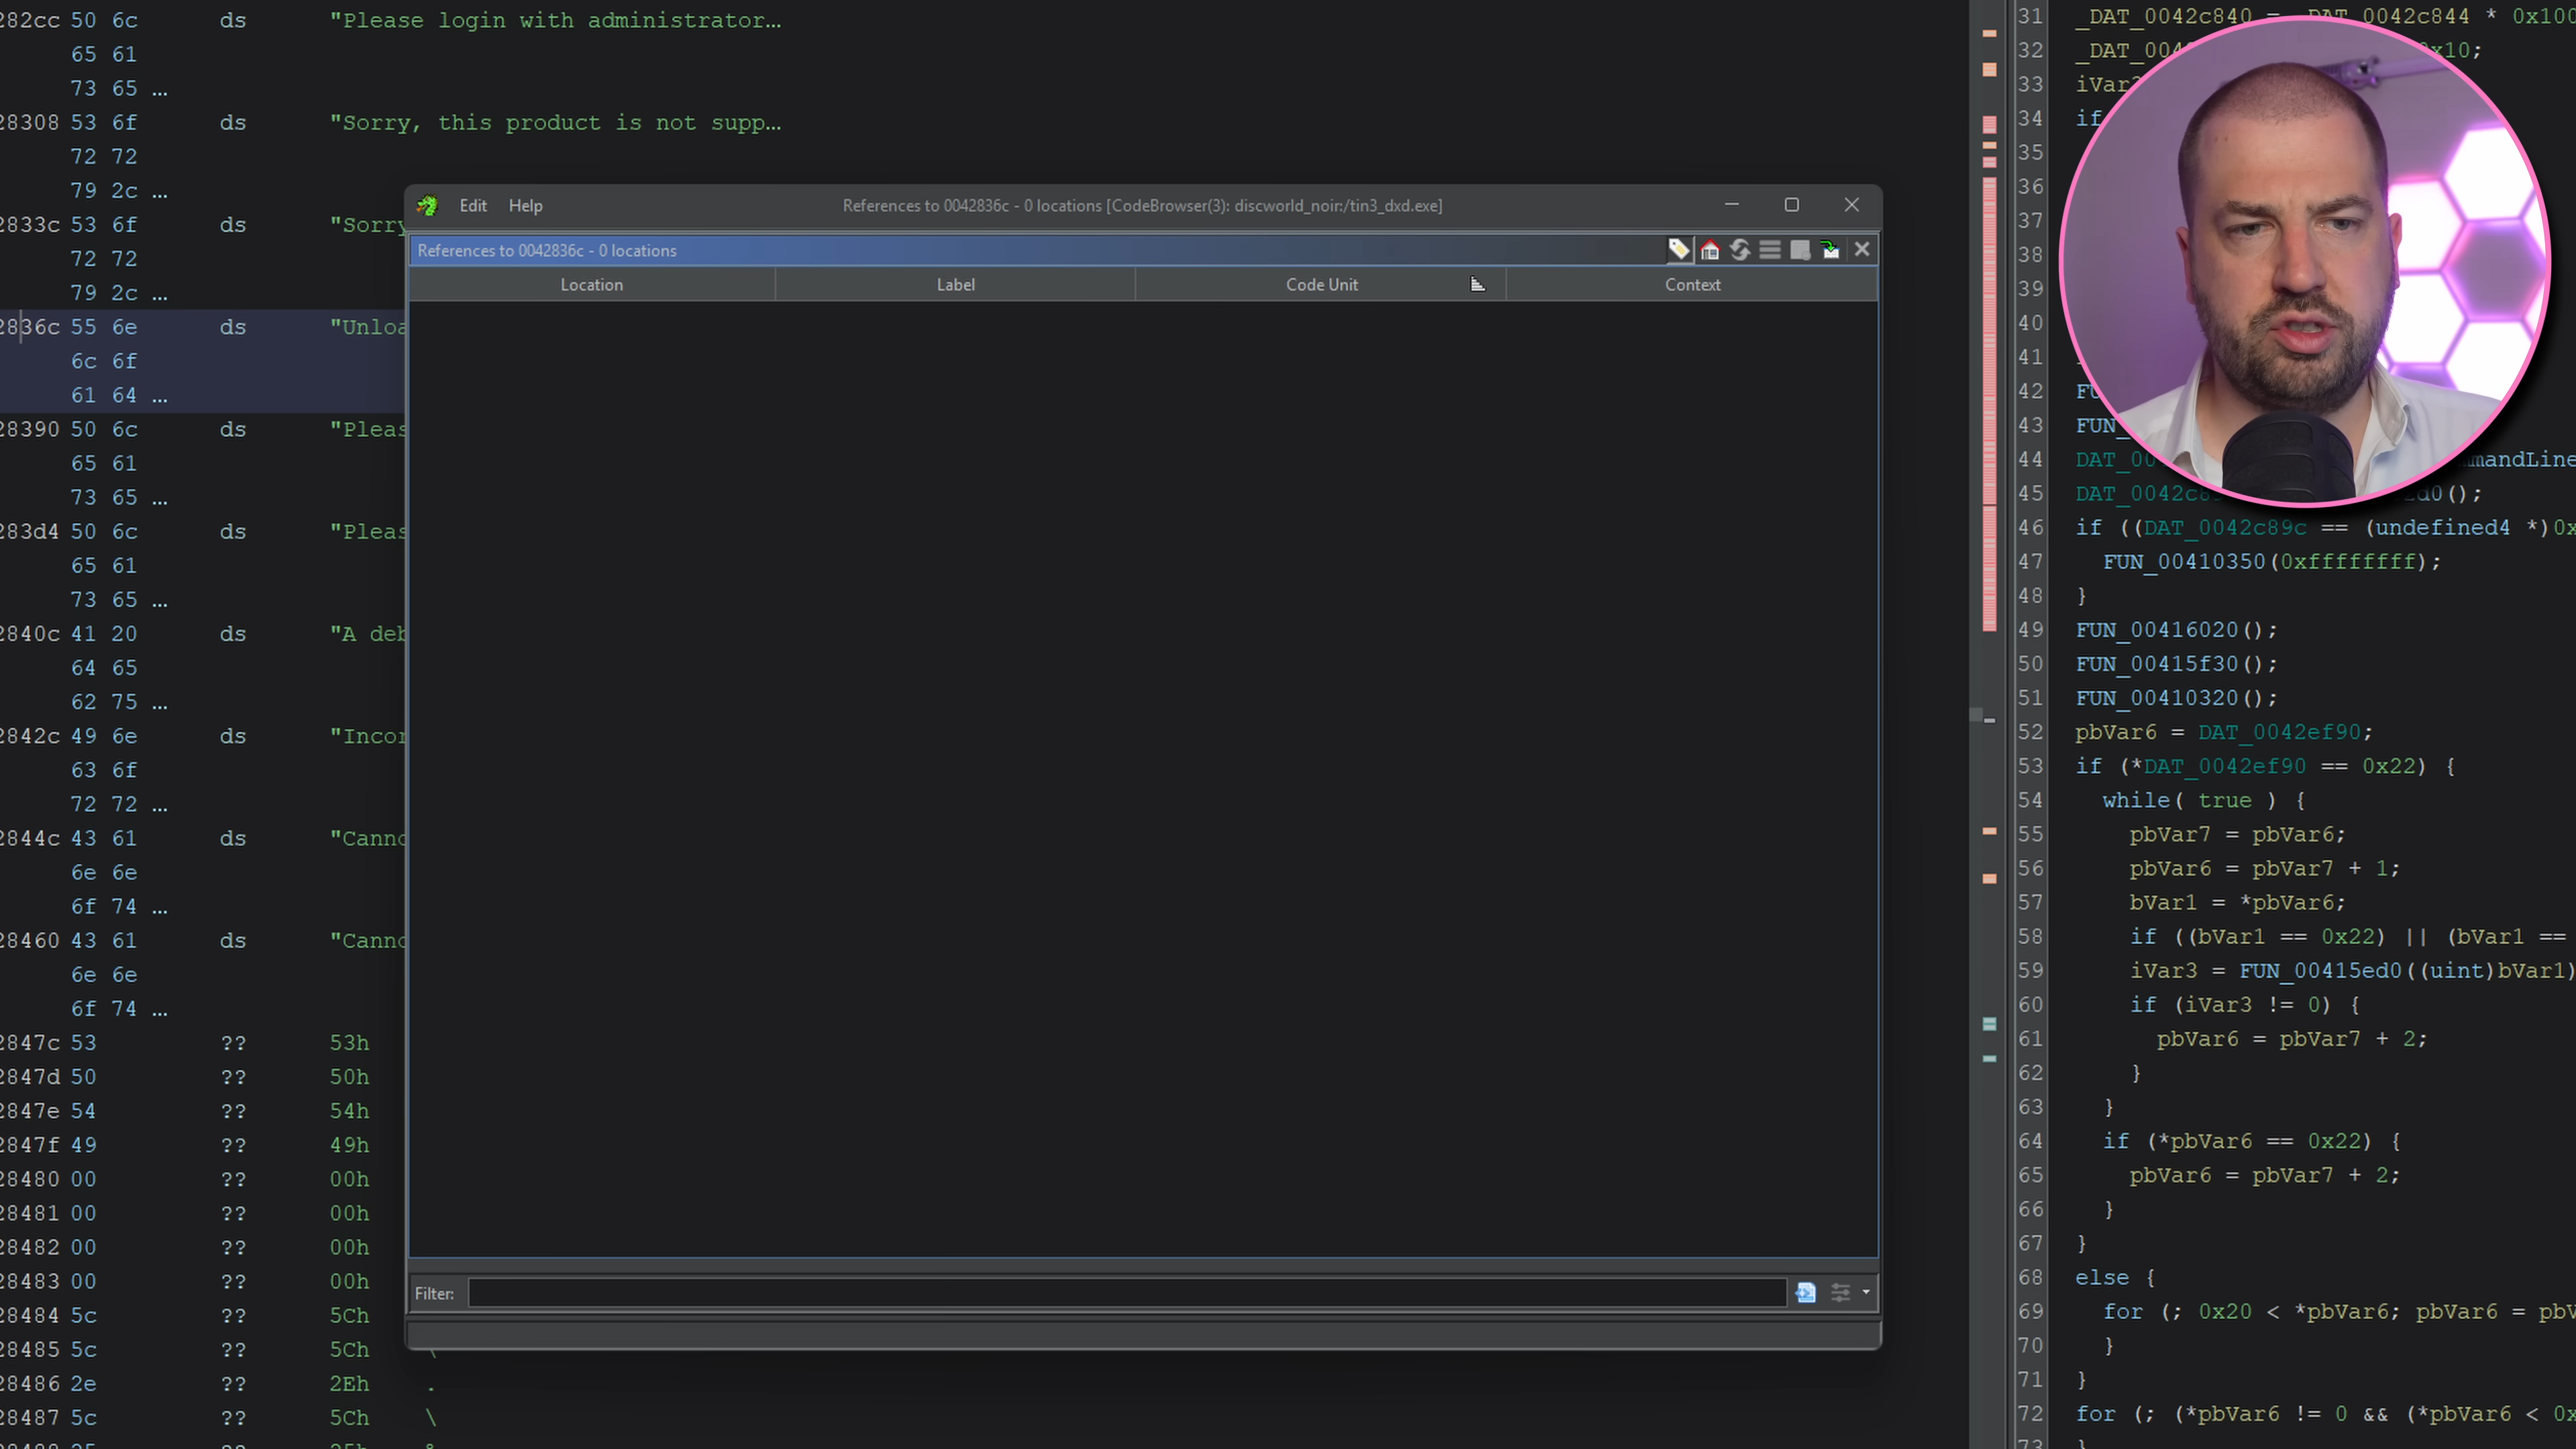 282cc 50 6c ds "Please login with administrator…
65 61
73 65 …
28308 53 6f ds "Sorry, this product is not supp…
72 72
79 2c …
2833c 53 6f ds "Sorry
72 72
79 2c …
2836c 55 6e ds "Unloa
6c 6f
61 64 …
28390 50 6c ds "Pleas
65 61
73 65 …
283d4 50 6c ds "Pleas
65 61
73 65 …
2840c 41 20 ds "A deb
64 65
62 75 …
2842c 49 6e ds "Incor
63 6f
72 72 …
2844c 43 61 ds "Canno
6e 6e
6f 74 …
28460 43 61 ds "Canno
6e 6e
6f 74 …
2847c 53 ?? 53h
2847d 50 ?? 50h
2847e 54 ?? 54h
2847f 49 ?? 49h
28480 00 ?? 00h
28481 00 ?? 00h
28482 00 ?? 00h
28483 00 ?? 00h
28484 5c ?? 5Ch
28485 5c ?? 5Ch \
28486 2e ?? 2Eh .
28487 5c ?? 5Ch \
Edit Help References to 0042836c - 0 locations [CodeBrowser(3): discworld_noir:/tin3_dxd.exe]
References to 0042836c - 0 locations
Location Label Code Unit Context
Filter:
31 _DAT_0042c840 = _DAT_0042c844 * 0x100
32 _DAT_004 0x10;
33 iVar
34 if
35
36
37
38
39
40
41
42 FU
43 FUN_
44 DAT_00 mmandLine
45 DAT_0042c8 d0();
46 if ((DAT_0042c89c == (undefined4 *)0x
47 FUN_00410350(0xffffffff);
48 }
49 FUN_00416020();
50 FUN_00415f30();
51 FUN_00410320();
52 pbVar6 = DAT_0042ef90;
53 if (*DAT_0042ef90 == 0x22) {
54 while( true ) {
55 pbVar7 = pbVar6;
56 pbVar6 = pbVar7 + 1;
57 bVar1 = *pbVar6;
58 if ((bVar1 == 0x22) || (bVar1 ==
59 iVar3 = FUN_00415ed0((uint)bVar1)
60 if (iVar3 != 0) {
61 pbVar6 = pbVar7 + 2;
62 }
63 }
64 if (*pbVar6 == 0x22) {
65 pbVar6 = pbVar7 + 2;
66 }
67 }
68 else {
69 for (; 0x20 < *pbVar6; pbVar6 = pbV
70 }
71 }
72 for (; (*pbVar6 != 0 && (*pbVar6 < 0x